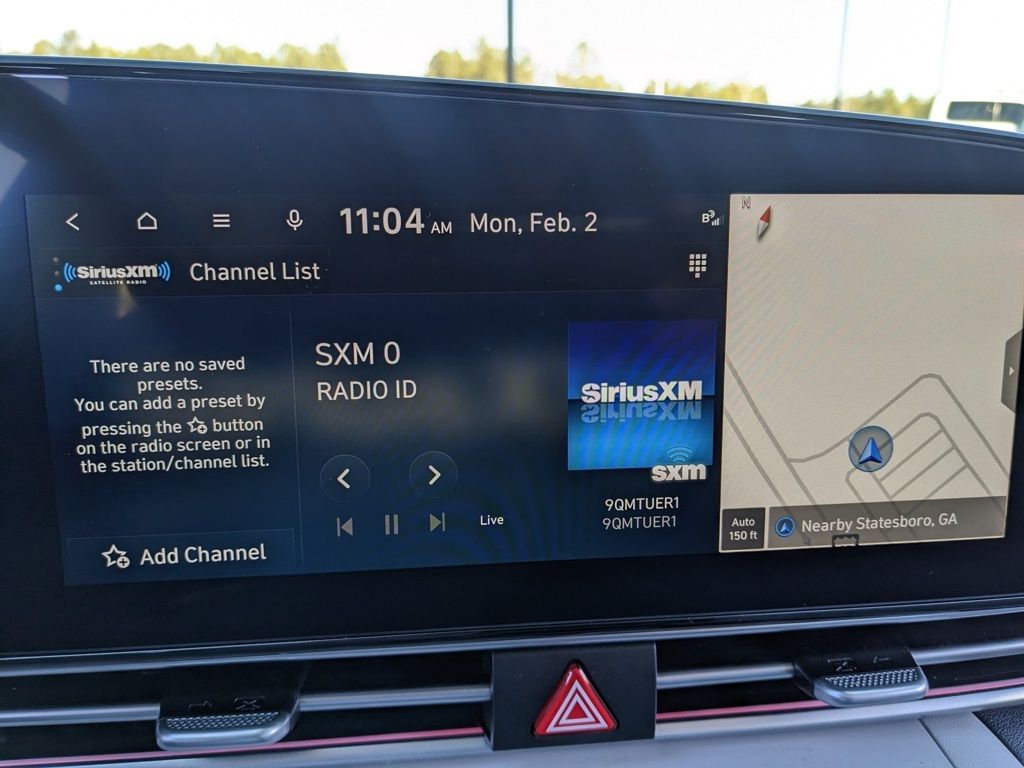 11:04 AM Mon, Feb. 2
B
N
SiriusXM
SATELLITE RADIO
Channel List
There are no saved
presets.
You can add a preset by
pressing the button
on the radio screen or in
the station/channel list.
Add Channel
SXM 0
RADIO ID
Live
SiriusXM
sxm
9QMTUER1
9QMTUER1
Auto
150 ft
Nearby Statesboro, GA